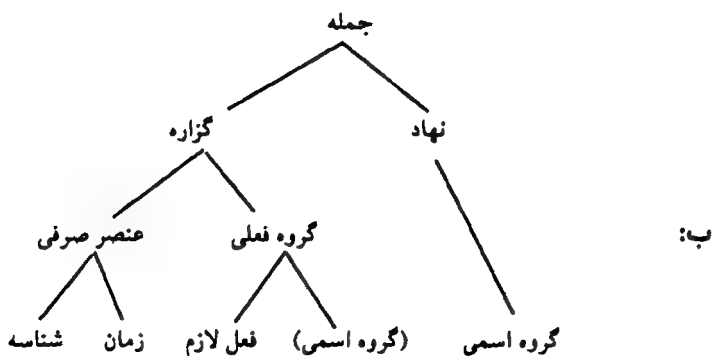 جمله
نهاد گزاره
ب: گروه فعلی عنصر صرفی
گروه اسمی (گروه اسمی) فعل لازم زمان شناسه